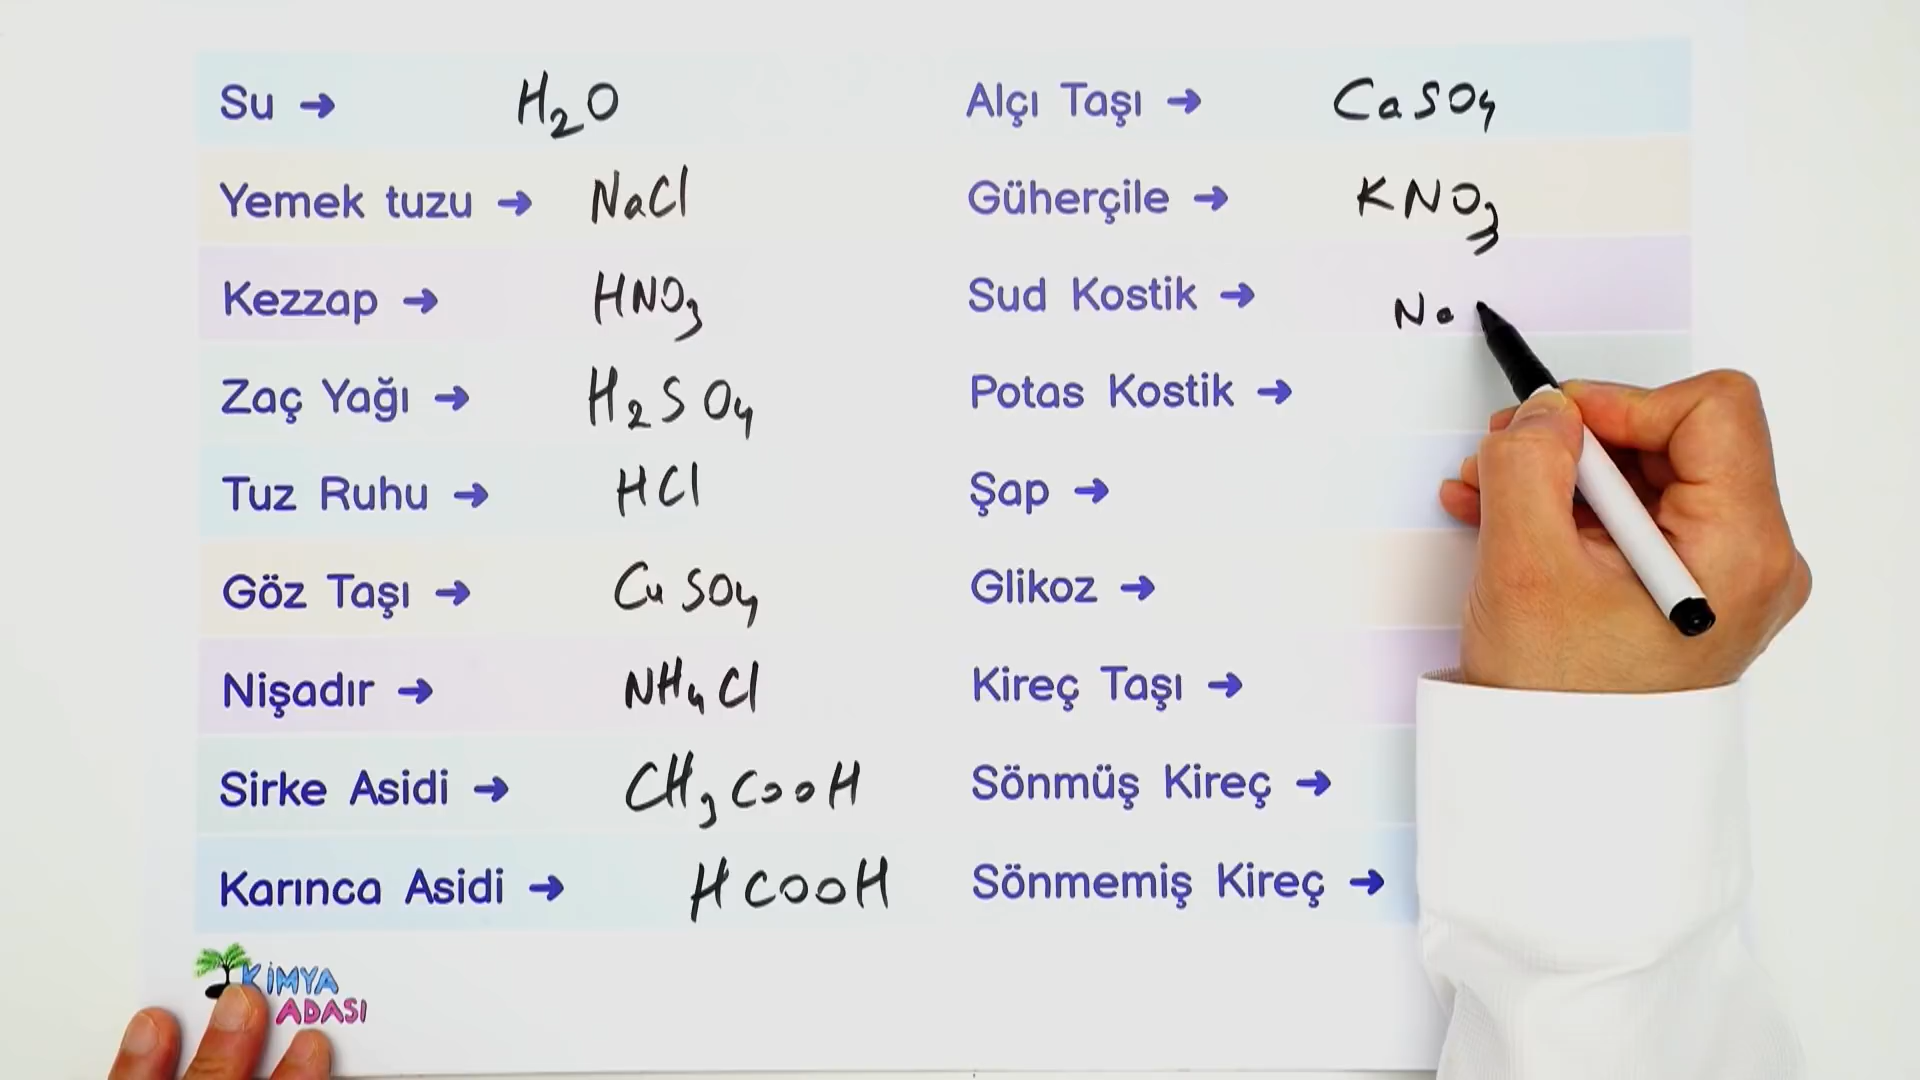 Su → H₂O
Yemek tuzu → NaCl
Kezzap → HNO₃
Zaç Yağı → H₂SO₄
Tuz Ruhu → HCl
Göz Taşı → CuSO₄
Nişadır → NH₄Cl
Sirke Asidi → CH₃COOH
Karınca Asidi → HCOOH
Alçı Taşı → CaSO₄
Güherçile → KNO₃
Sud Kostik → Na
Potas Kostik →
Şap →
Glikoz →
Kireç Taşı →
Sönmüş Kireç →
Sönmemiş Kireç →
KİMYA
ADASI